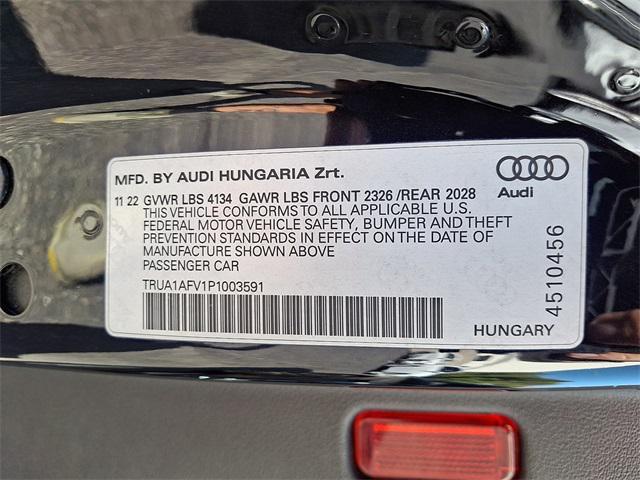 MFD. BY AUDI HUNGARIA Zrt.
Audi
11 22 GVWR LBS 4134 GAWR LBS FRONT 2326 /REAR 2028
THIS VEHICLE CONFORMS TO ALL APPLICABLE U.S.
FEDERAL MOTOR VEHICLE SAFETY, BUMPER AND THEFT
PREVENTION STANDARDS IN EFFECT ON THE DATE OF
MANUFACTURE SHOWN ABOVE
PASSENGER CAR
TRUA1AFV1P1003591
4510456
HUNGARY